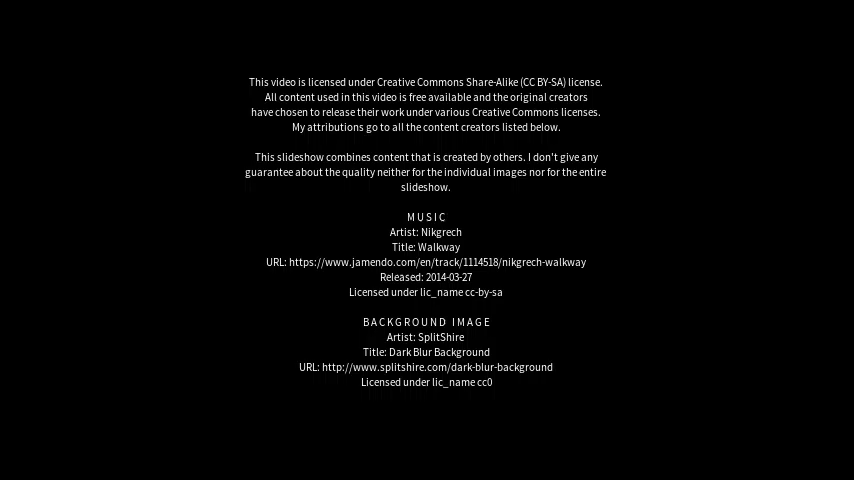 This video is licensed under Creative Commons Share-Alike (CC BY-SA) license.
All content used in this video is free available and the original creators
have chosen to release their work under various Creative Commons licenses.
My attributions go to all the content creators listed below.
This slideshow combines content that is created by others. I don't give any
guarantee about the quality neither for the individual images nor for the entire
slideshow.
MUSIC
Artist: Nikgrech
Title: Walkway
URL: https://www.jamendo.com/en/track/1114518/nikgrech-walkway
Released: 2014-03-27
Licensed under lic_name cc-by-sa
BACKGROUND IMAGE
Artist: SplitShire
Title: Dark Blur Background
URL: http://www.splitshire.com/dark-blur-background
Licensed under lic_name cc0